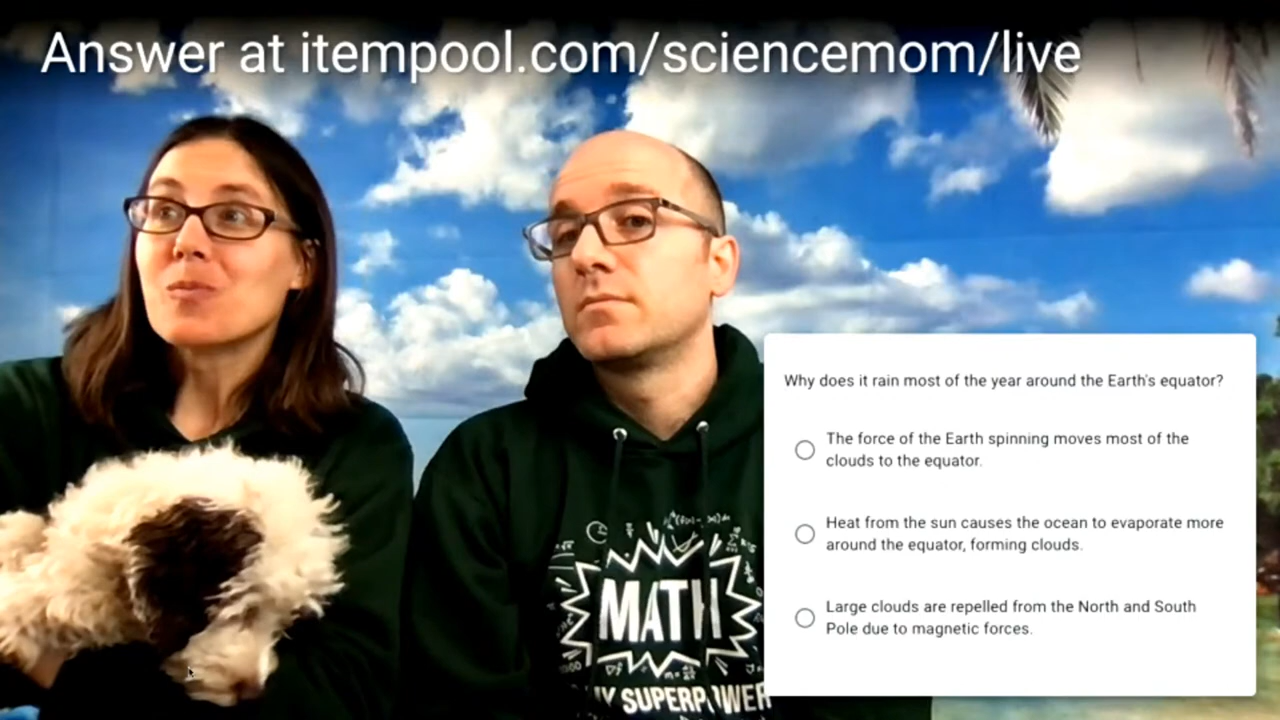 Answer at itempool.com/sciencemom/live
Why does it rain most of the year around the Earth's equator?
The force of the Earth spinning moves most of the
clouds to the equator.
Heat from the sun causes the ocean to evaporate more
around the equator, forming clouds.
Large clouds are repelled from the North and South
Pole due to magnetic forces.
MATH
MY SUPERPOWER